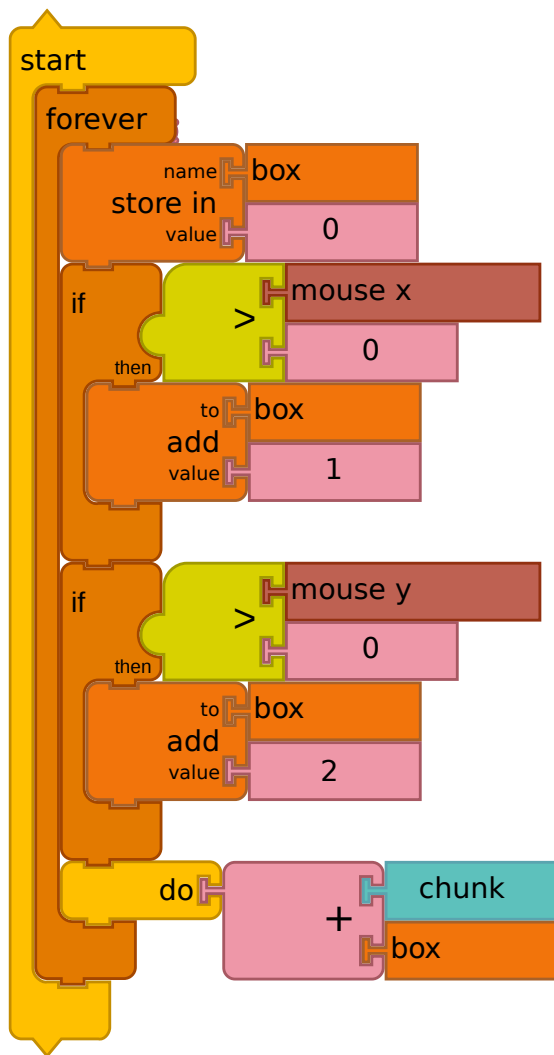 start
forever
name box
store in
value 0
if
mouse x
>
0
then
to box
add
value 1
if
mouse y
>
0
then
to box
add
value 2
do
chunk
+
box